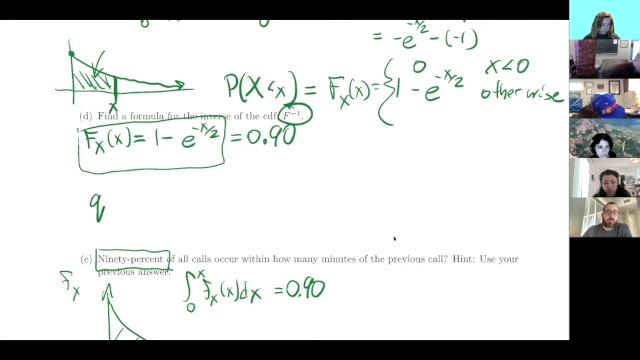 = -e^{-x/2} - (-1)
x
P(X<x) = F_X(x) = { 0 x<0
1 - e^{-x/2} otherwise
(d) Find a formula for the inverse of the cdf F^{-1}.
F_X(x) = 1 - e^{-x/2} = 0.90
q
(e) Ninety-percent of all calls occur within how many minutes of the previous call? Hint: Use your
previous answer.
f_x
∫_0^x f_x(x)dx = 0.90